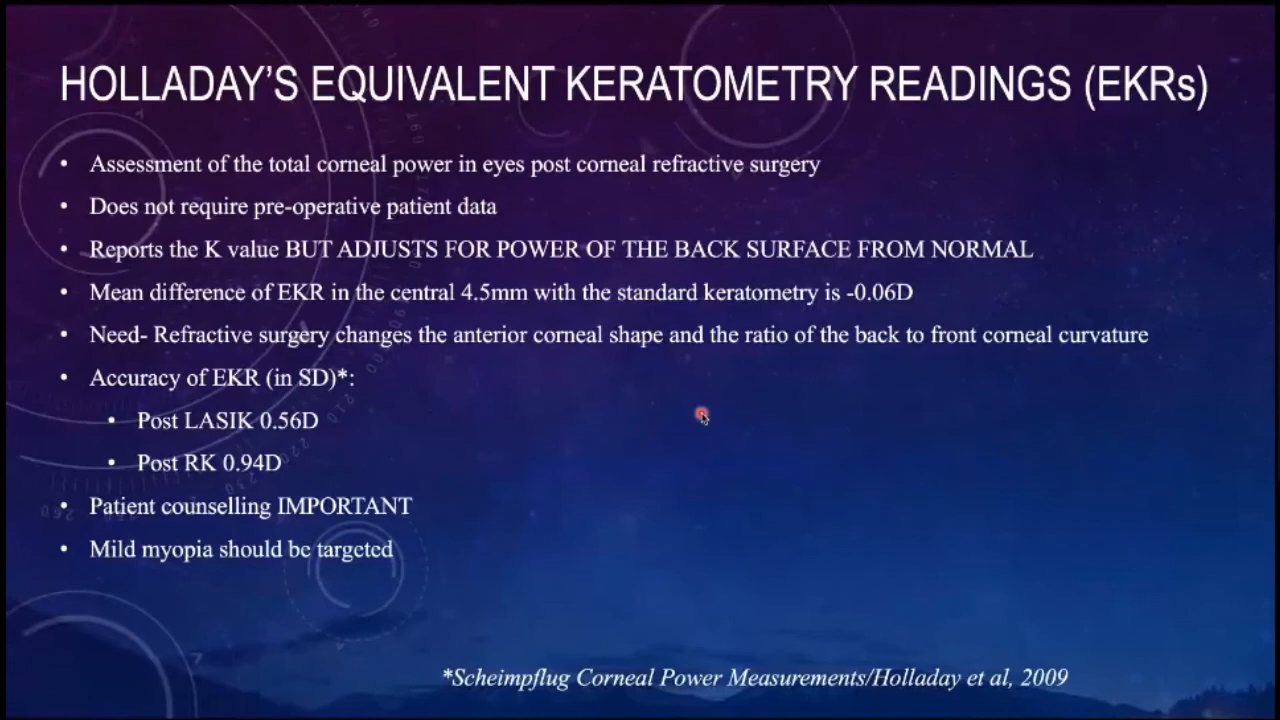 HOLLADAY'S EQUIVALENT KERATOMETRY READINGS (EKRs)
• Assessment of the total corneal power in eyes post corneal refractive surgery
• Does not require pre-operative patient data
• Reports the K value BUT ADJUSTS FOR POWER OF THE BACK SURFACE FROM NORMAL
• Mean difference of EKR in the central 4.5mm with the standard keratometry is -0.06D
• Need- Refractive surgery changes the anterior corneal shape and the ratio of the back to front corneal curvature
• Accuracy of EKR (in SD)*:
• Post LASIK 0.56D
• Post RK 0.94D
• Patient counselling IMPORTANT
• Mild myopia should be targeted
*Scheimpflug Corneal Power Measurements/Holladay et al, 2009